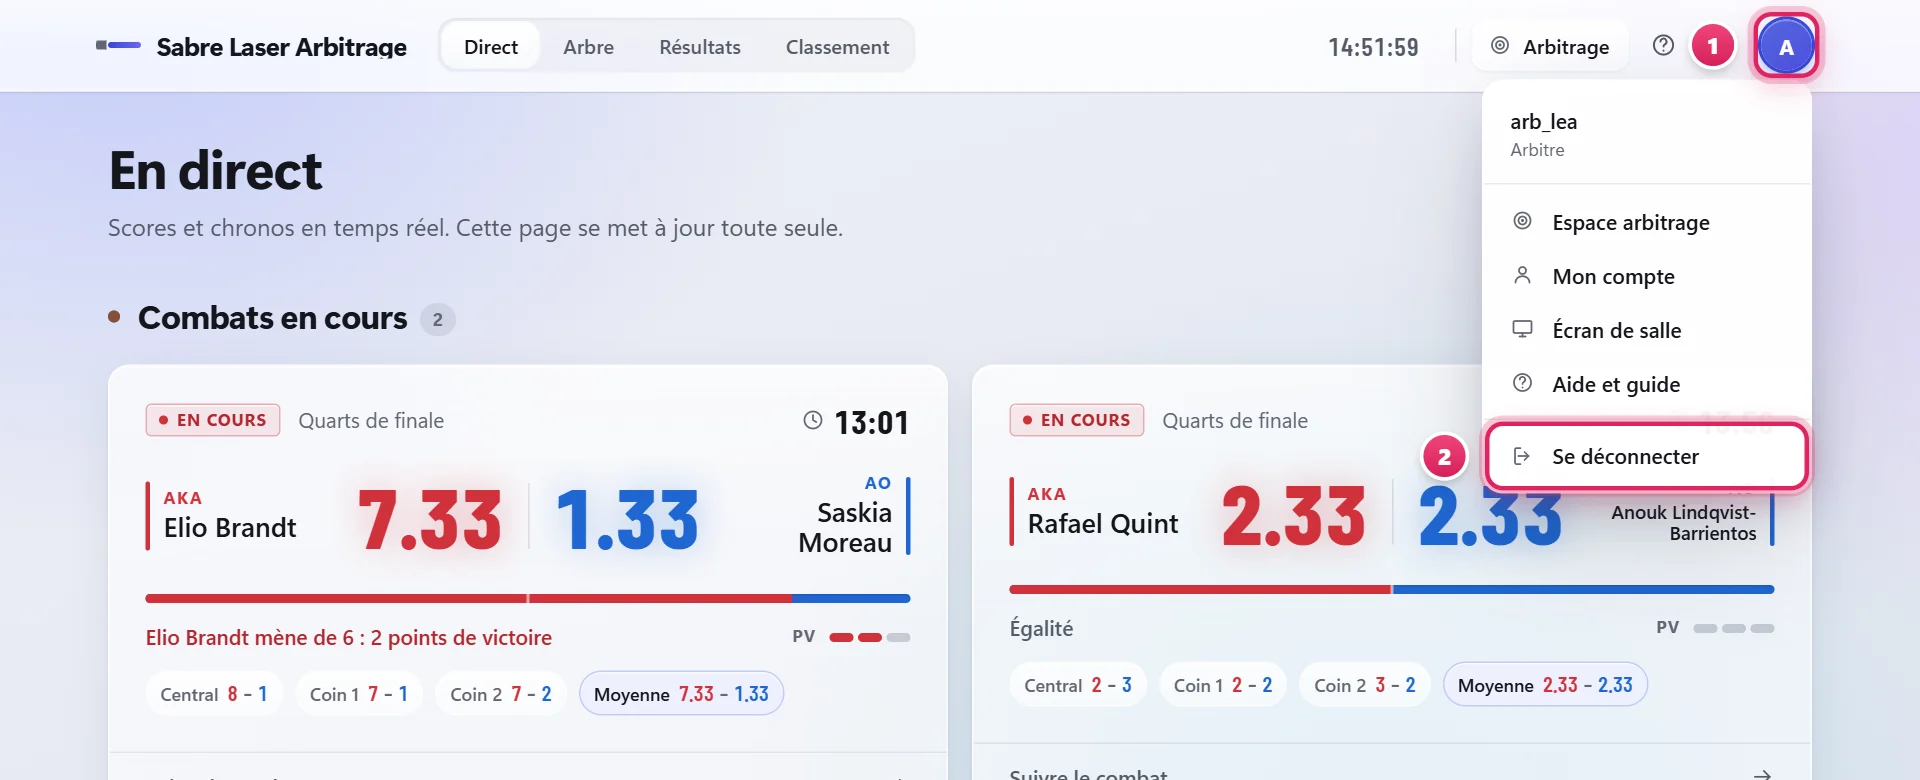 Sabre Laser Arbitrage
Direct
Arbre
Résultats
Classement
14:51:59
Arbitrage
1
A
arb_lea
Arbitre
Espace arbitrage
Mon compte
Écran de salle
Aide et guide
2
Se déconnecter
En direct
Scores et chronos en temps réel. Cette page se met à jour toute seule.
Combats en cours 2
EN COURS
Quarts de finale
13:01
AKA
Elio Brandt
7.33
1.33
AO
Saskia
Moreau
Elio Brandt mène de 6 : 2 points de victoire
PV
Central 8 – 1
Coin 1 7 – 1
Coin 2 7 – 2
Moyenne 7.33 – 1.33
EN COURS
Quarts de finale
AKA
Rafael Quint
2.33
2.33
Anouk Lindqvist-
Barrientos
Égalité
PV
Central 2 – 3
Coin 1 2 – 2
Coin 2 3 – 2
Moyenne 2.33 – 2.33
Suivre le combat